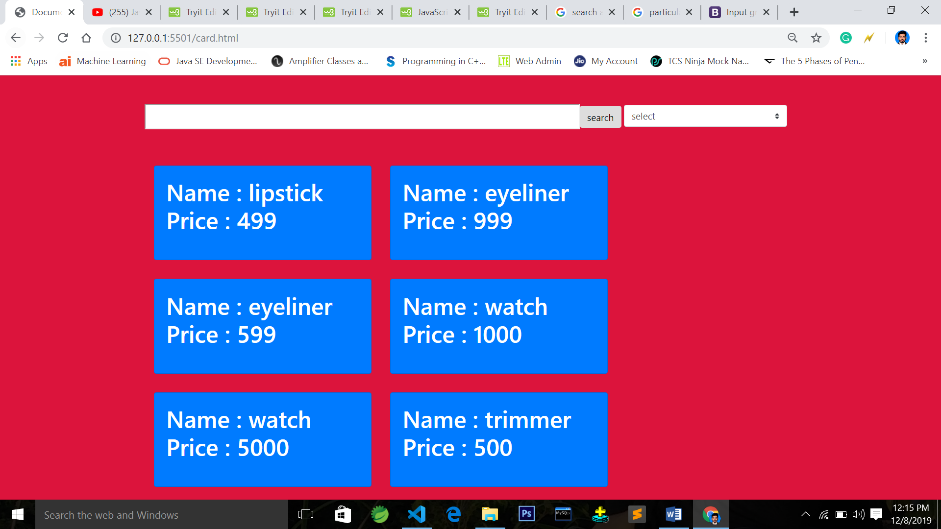 Docum
(255) Ja
Tryit Edi
Tryit Edi
Tryit Edi
JavaScr
Tryit Edi
search
particul
Input g
127.0.0.1:5501/card.html
Apps
Machine Learning
Java SE Developme...
Amplifier Classes a...
Programming in C+...
Web Admin
My Account
TCS Ninja Mock Na...
The 5 Phases of Pen...
»
search
select
Name : lipstick
Price : 499
Name : eyeliner
Price : 999
Name : eyeliner
Price : 599
Name : watch
Price : 1000
Name : watch
Price : 5000
Name : trimmer
Price : 500
Search the web and Windows
12:15 PM
12/8/2019